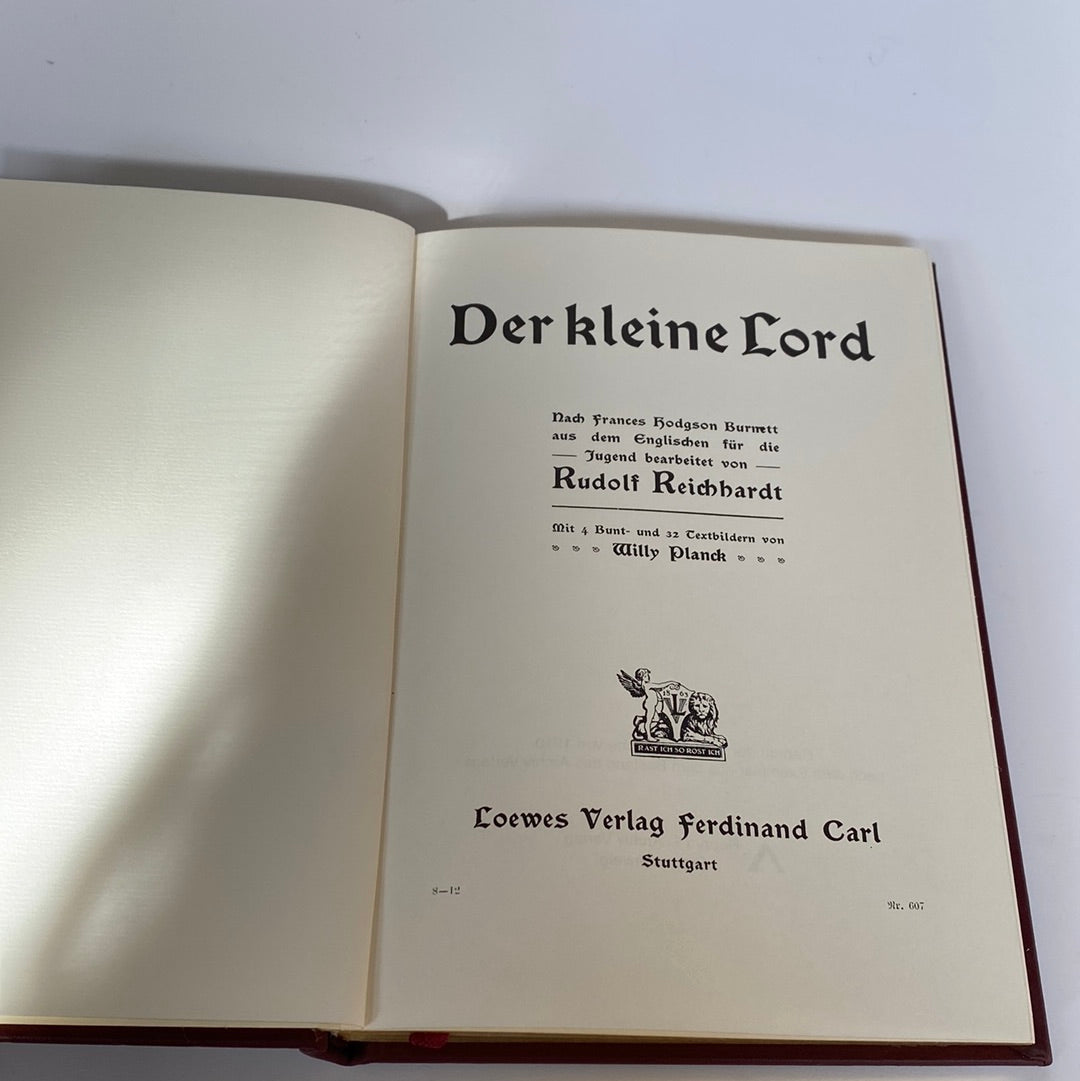 Der kleine Lord
Nach Frances Hodgson Burnett
aus dem Englischen für die
— Jugend bearbeitet von —
Rudolf Reichhardt
Mit 4 Bunt- und 32 Textbildern von
Willy Planck
18 63
L V
RAST ICH SO ROST ICH
Loewes Verlag Ferdinand Carl
Stuttgart
8—12
Nr. 607